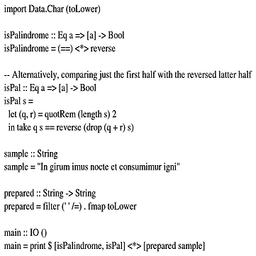 import Data.Char (toLower)
isPalindrome :: Eq a => [a] -> Bool
isPalindrome = (==) <*> reverse
-- Alternatively, comparing just the first half with the reversed latter half
isPal :: Eq a => [a] -> Bool
isPal s =
let (q, r) = quotRem (length s) 2
in take q s == reverse (drop (q + r) s)
sample :: String
sample = "In girum imus nocte et consumimur igni"
prepared :: String -> String
prepared = filter (' ' /=) . fmap toLower
main :: IO ()
main = print $ [isPalindrome, isPal] <*> [prepared sample]